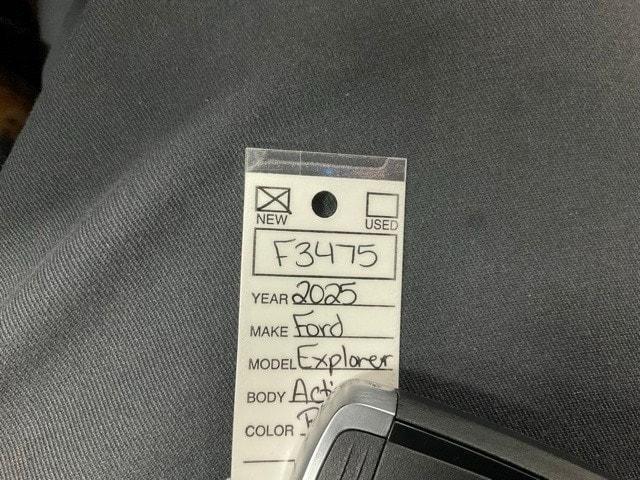 NEW USED
F3475
YEAR 2025
MAKE Ford
MODEL Explorer
BODY
COLOR